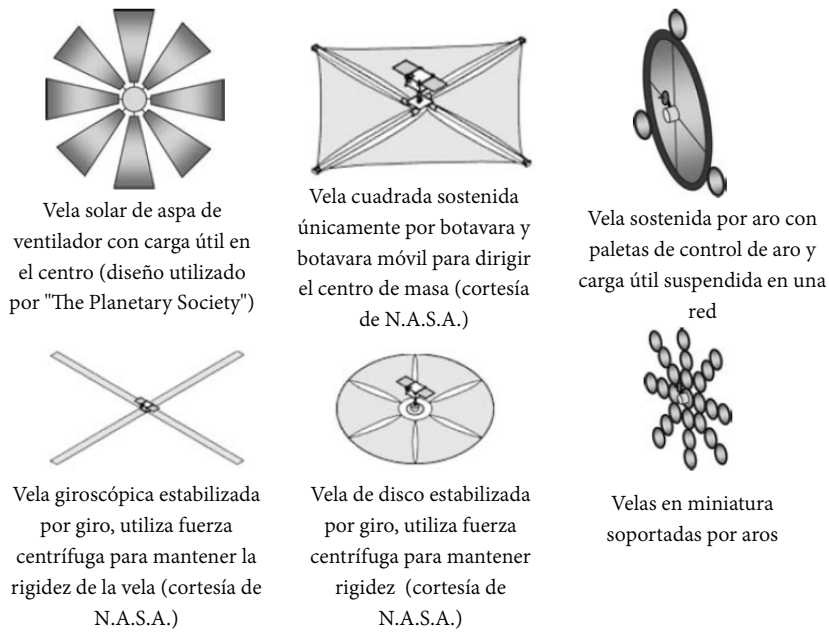 Vela solar de aspa de
ventilador con carga útil en
el centro (diseño utilizado
por "The Planetary Society")
Vela cuadrada sostenida
únicamente por botavara y
botavara móvil para dirigir
el centro de masa (cortesía
de N.A.S.A.)
Vela sostenida por aro con
paletas de control de aro y
carga útil suspendida en una
red
Vela giroscópica estabilizada
por giro, utiliza fuerza
centrífuga para mantener la
rigidez de la vela (cortesía de
N.A.S.A.)
Vela de disco estabilizada
por giro, utiliza fuerza
centrífuga para mantener
rigidez (cortesía de
N.A.S.A.)
Velas en miniatura
soportadas por aros